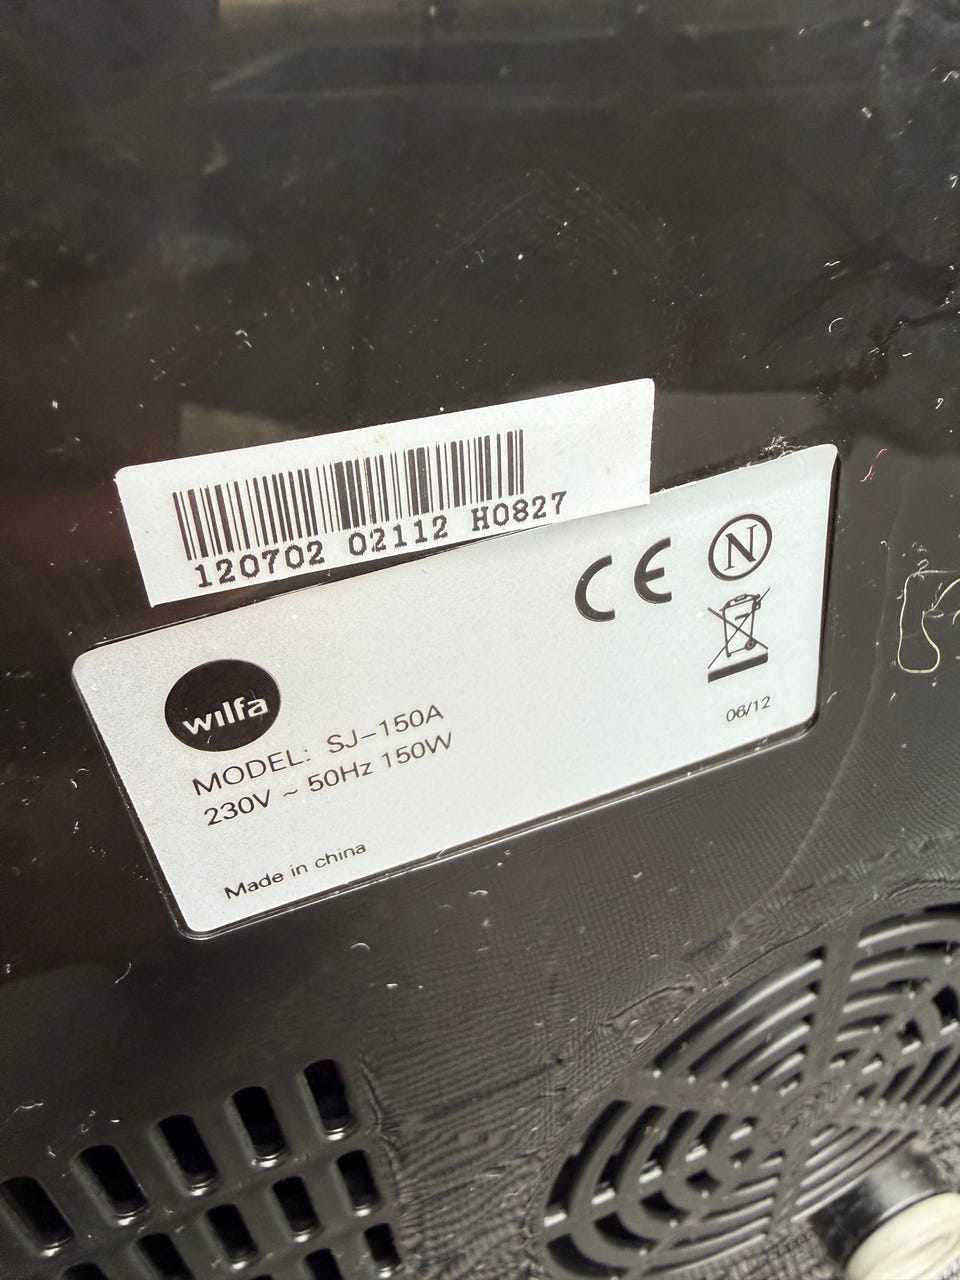 120702 02112 H0827
CE N
wilfa
MODEL: SJ-150A
230V ~ 50Hz 150W
06/12
Made in china